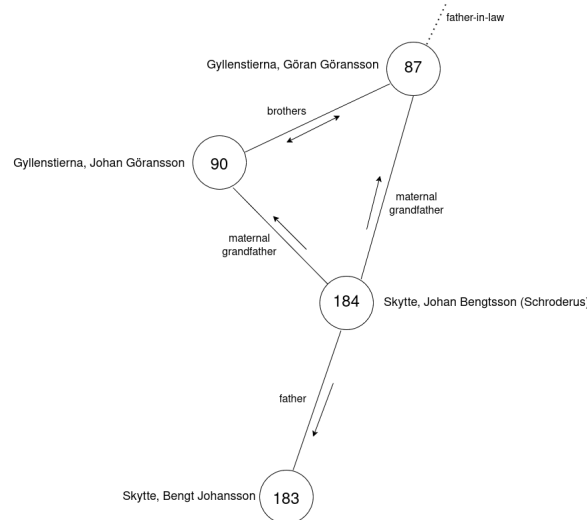 father-in-law
Gyllenstierna, Göran Göransson
87
brothers
Gyllenstierna, Johan Göransson
90
maternal
grandfather
maternal
grandfather
184
Skytte, Johan Bengtsson (Schroderus)
father
Skytte, Bengt Johansson
183